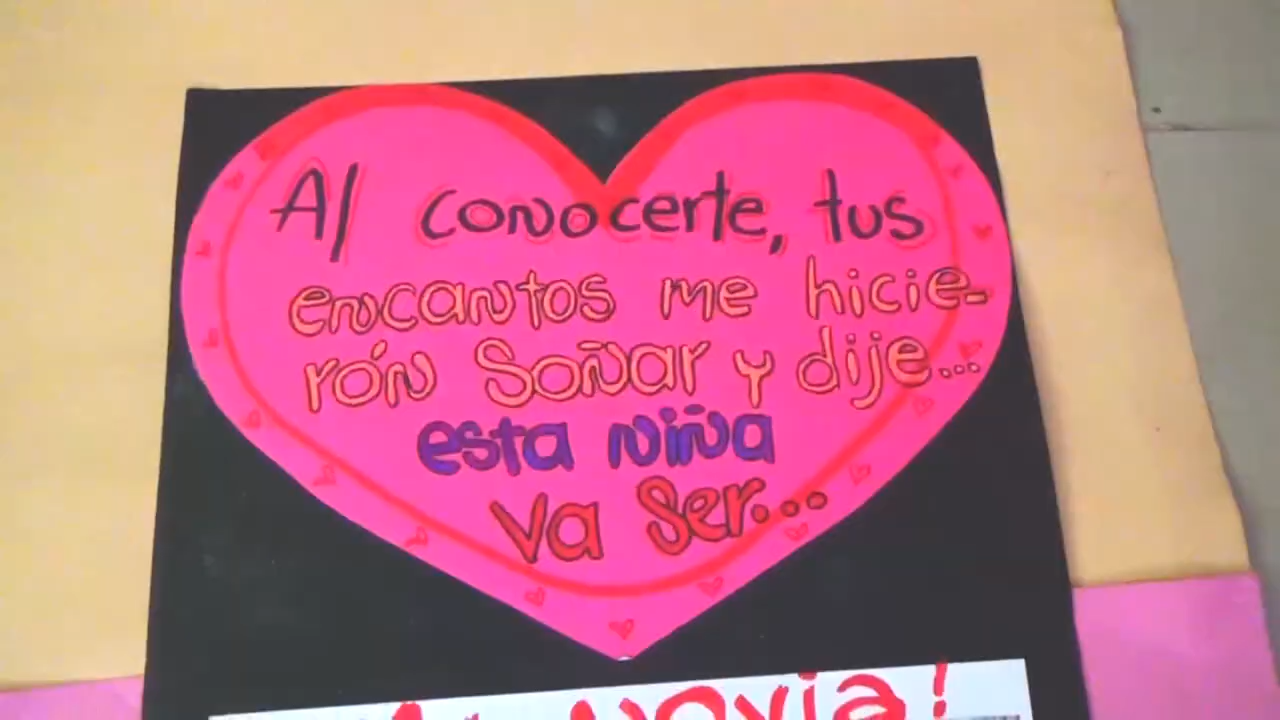 Al conocerte, tus
encantos me hicie-
rón Soñar y dije...
esta niña
va ser...
Novia!